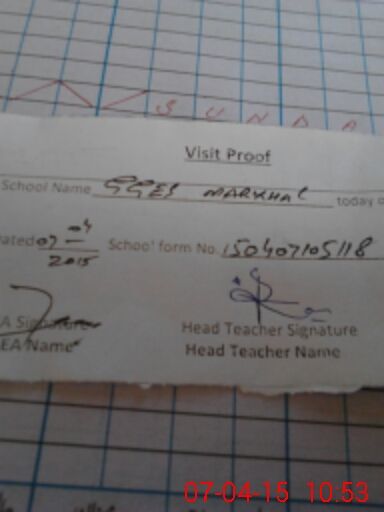 SUNDA
Visit Proof
School Name GGES MARKHAL today
ated 07-04 2015 School form No. 150407105118
A Signature
EA Name
Head Teacher Signature
Head Teacher Name
07-04-15 10:53